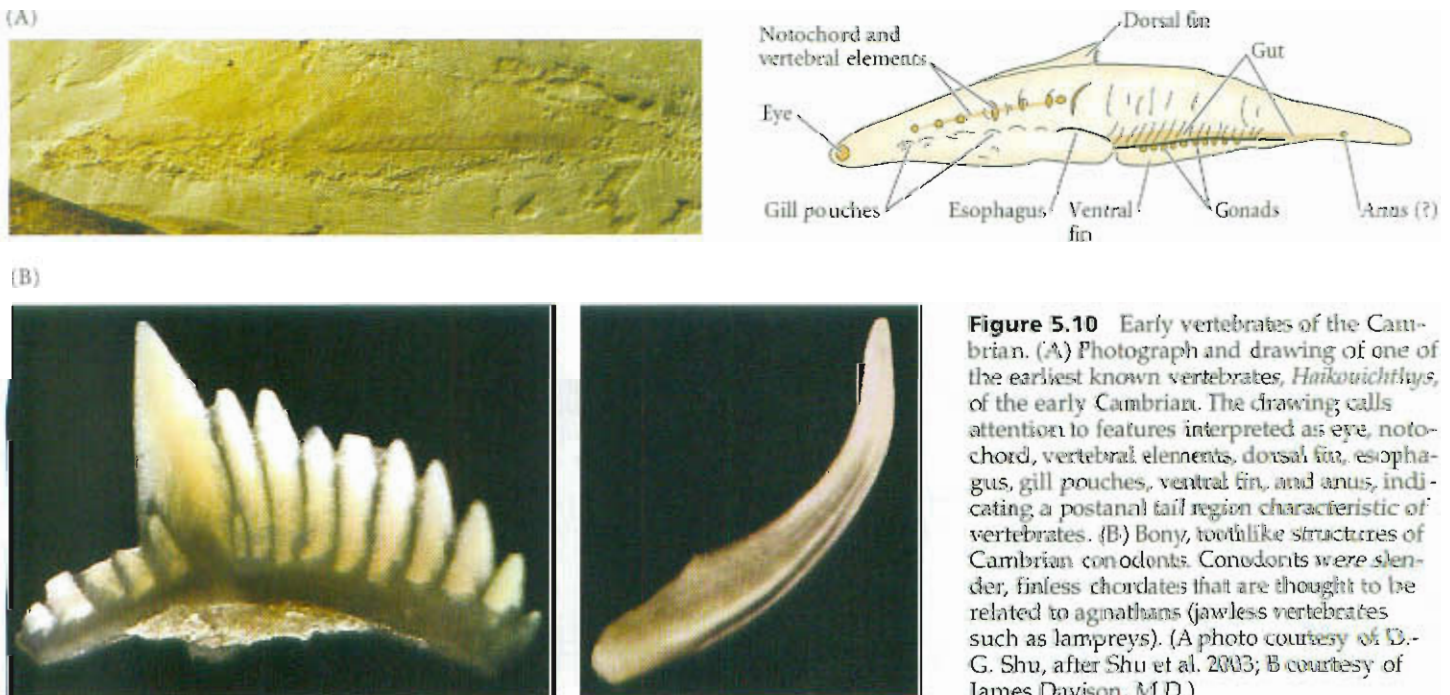 (A)
Dorsal fin
Notochord and
vertebral elements
Gut
Eye
Gill pouches
Esophagus
Ventral
fin
Gonads
Anus (?)
(B)
Figure 5.10 Early vertebrates of the Cam-
brian. (A) Photograph and drawing of one of
the earliest known vertebrates, Haikouichthys,
of the early Cambrian. The drawing calls
attention to features interpreted as eye, noto-
chord, vertebral elements, dorsal fin, esopha-
gus, gill pouches, ventral fin, and anus, indi-
cating a postanal tail region characteristic of
vertebrates. (B) Bony, toothlike structures of
Cambrian conodonts. Conodonts were slen-
der, finless chordates that are thought to be
related to agnathans (jawless vertebrates
such as lampreys). (A photo courtesy of D.-
G. Shu, after Shu et al. 2003; B courtesy of
James Davison, M.D.)